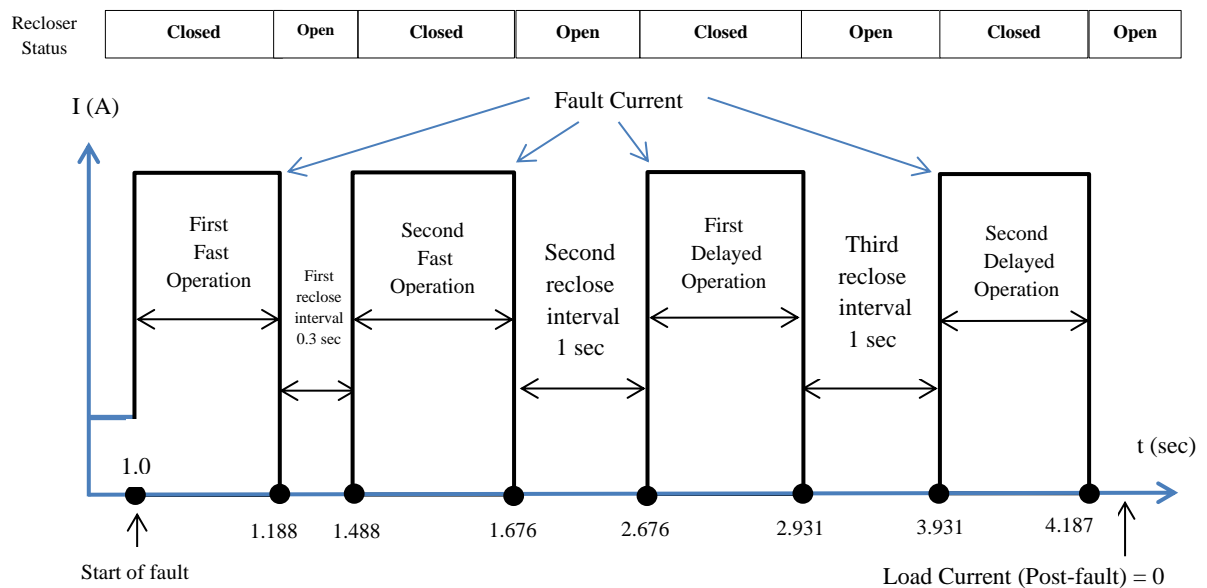 Recloser
Status
Closed
Open
Closed
Open
Closed
Open
Closed
Open
I (A)
Fault Current
First
Fast
Operation
First
reclose
interval
0.3 sec
Second
Fast
Operation
Second
reclose
interval
1 sec
First
Delayed
Operation
Third
reclose
interval
1 sec
Second
Delayed
Operation
t (sec)
1.0
1.188
1.488
1.676
2.676
2.931
3.931
4.187
Start of fault
Load Current (Post-fault) = 0